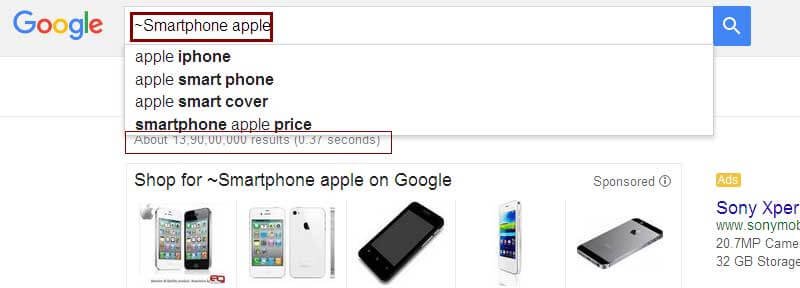 Google
~Smartphone apple
apple iphone
apple smart phone
apple smart cover
smartphone apple price
About 13,90,00,000 results (0.37 seconds)
Shop for ~Smartphone apple on Google
Sponsored
Ads
Sony Xper
www.sonymob
20.7MP Came
32 GB Storage